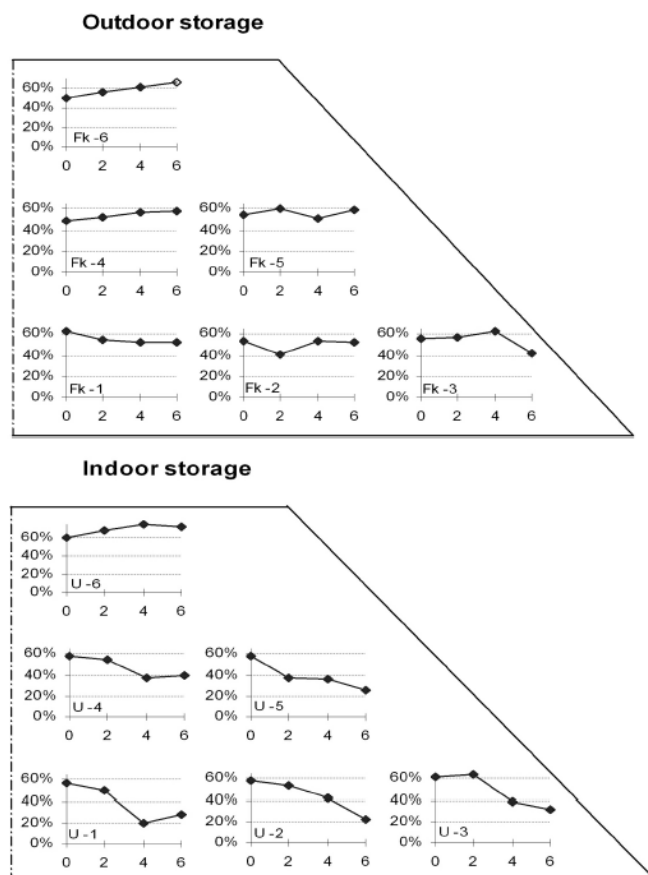 Outdoor storage
60%
40%
20%
0%
Fk -6
0 2 4 6
60% 60%
40% 40%
20% 20%
0% 0%
Fk -4 Fk -5
0 2 4 6 0 2 4 6
60% 60% 60%
40% 40% 40%
20% 20% 20%
0% 0% 0%
Fk -1 Fk -2 Fk -3
0 2 4 6 0 2 4 6 0 2 4 6
Indoor storage
60%
40%
20%
0%
U -6
0 2 4 6
60% 60%
40% 40%
20% 20%
0% 0%
U -4 U -5
0 2 4 6 0 2 4 6
60% 60% 60%
40% 40% 40%
20% 20% 20%
0% 0% 0%
U -1 U -2 U -3
0 2 4 6 0 2 4 6 0 2 4 6